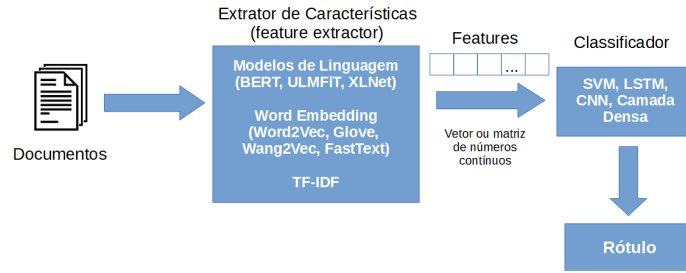 Extrator de Características
(feature extractor)
Features
Classificador
Modelos de Linguagem
(BERT, ULMFiT, XLNet)
Word Embedding
(Word2Vec, Glove,
Wang2Vec, FastText)
TF-IDF
...
SVM, LSTM,
CNN, Camada
Densa
Documentos
Vetor ou matriz
de números
contínuos
Rótulo